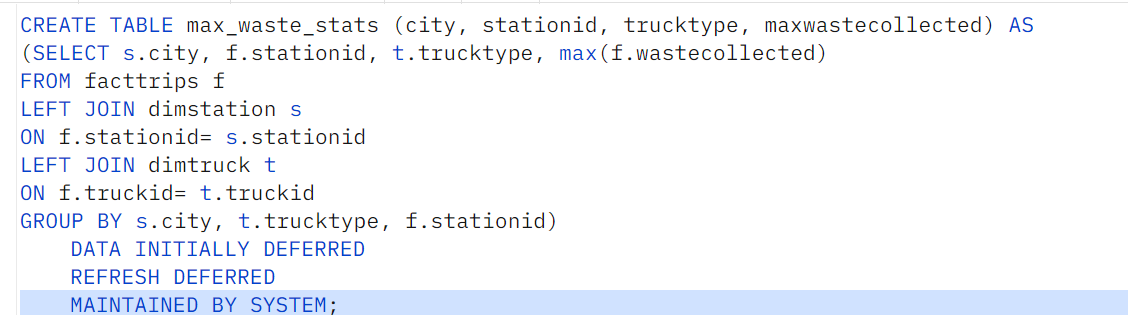 CREATE TABLE max_waste_stats (city, stationid, trucktype, maxwastecollected) AS
(SELECT s.city, f.stationid, t.trucktype, max(f.wastecollected)
FROM facttrips f
LEFT JOIN dimstation s
ON f.stationid= s.stationid
LEFT JOIN dimtruck t
ON f.truckid= t.truckid
GROUP BY s.city, t.trucktype, f.stationid)
    DATA INITIALLY DEFERRED
    REFRESH DEFERRED
    MAINTAINED BY SYSTEM;